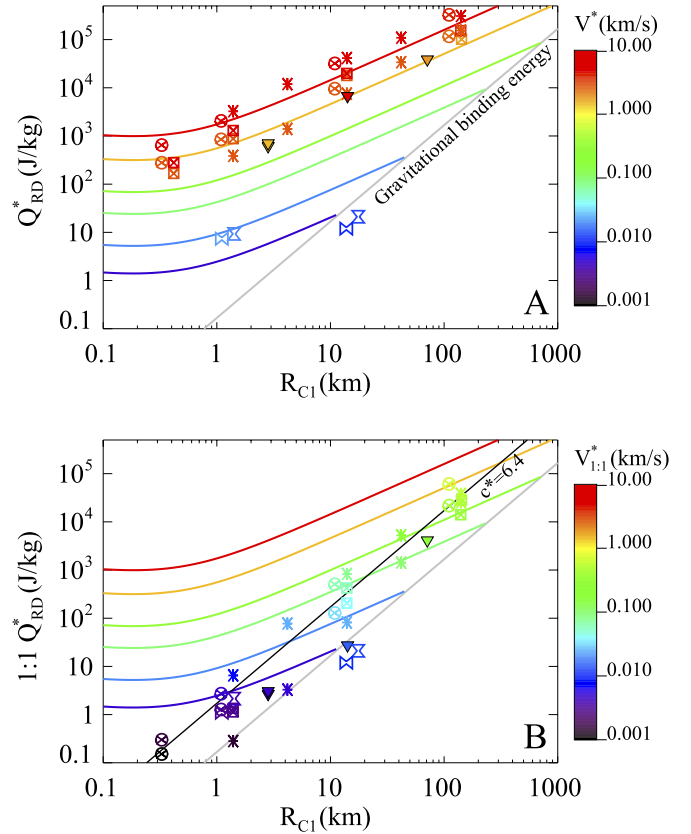 V* (km/s)
10⁵
10⁴
10³
10²
10
1
0.1
Q*RD (J/kg)
Gravitational binding energy
A
10.00
1.000
0.100
0.010
0.001
0.1 1 10 100 1000
RC1 (km)
V*1:1 (km/s)
10⁵
10⁴
10³
10²
10
1
0.1
1:1 Q*RD (J/kg)
c*=6.4
B
10.00
1.000
0.100
0.010
0.001
0.1 1 10 100 1000
RC1 (km)